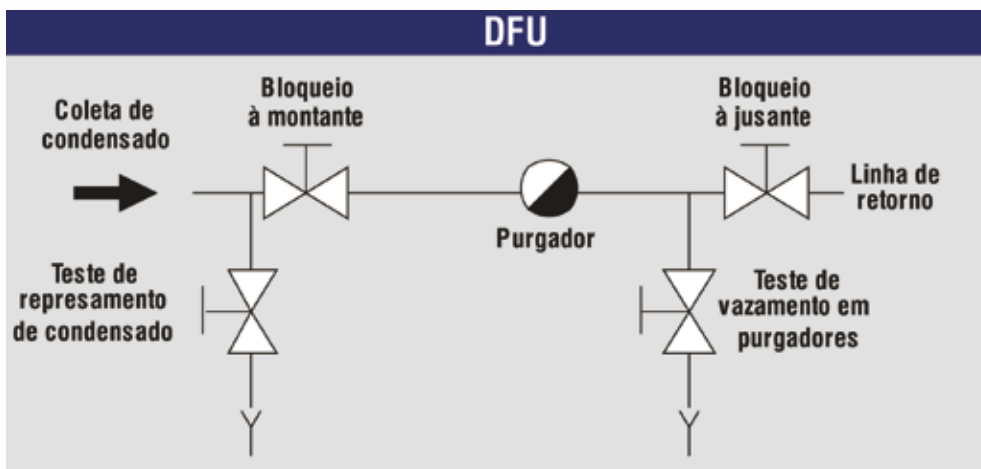 DFU
Coleta de
condensado
Bloqueio
à montante
Bloqueio
à jusante
Linha de
retorno
Purgador
Teste de
represamento
de condensado
Teste de
vazamento em
purgadores